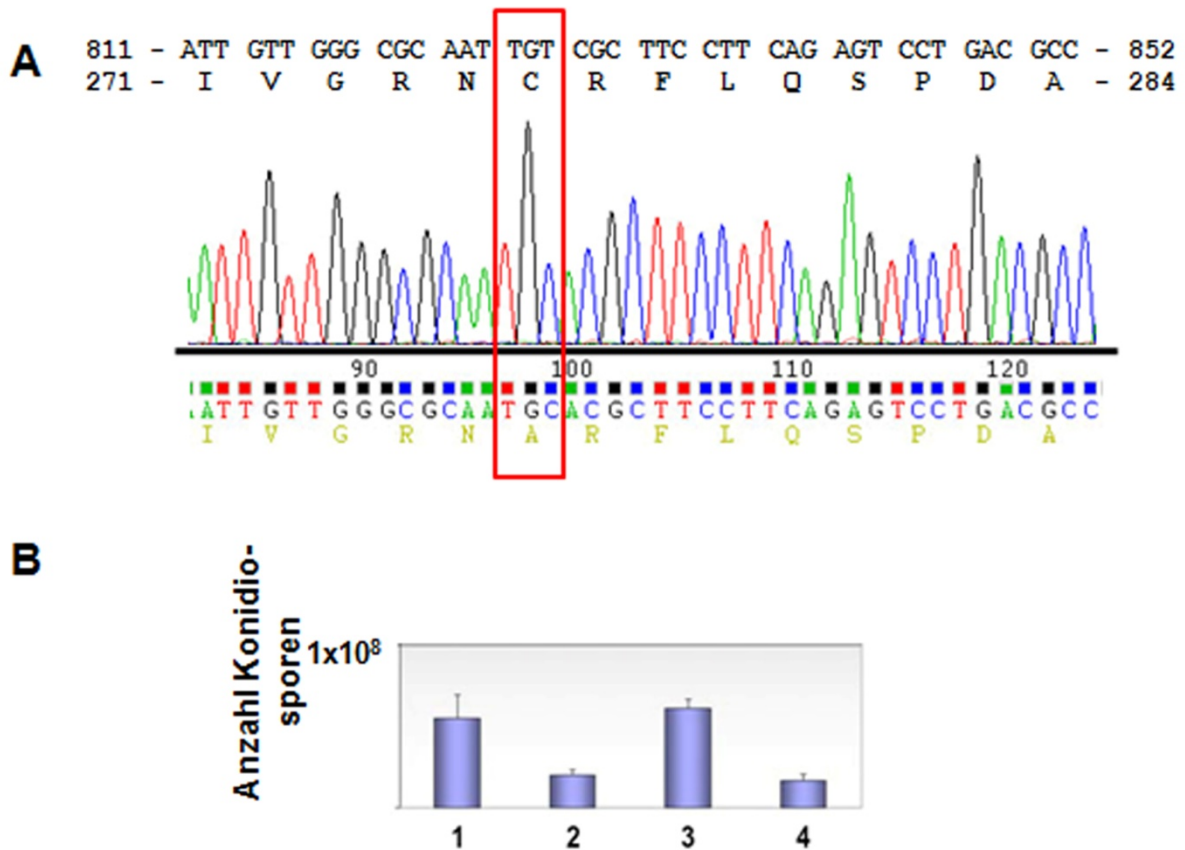 A
811 - ATT GTT GGG CGC AAT TGT CGC TTC CTT CAG AGT CCT GAC GCC - 852
271 - I V G R N C R F L Q S P D A - 284
90 100 110 120
ATTGTTGGGCGCAATGCACGCTTCCTTCAGAGTCCTGACGCC
I V G R N A R F L Q S P D A
B
Anzahl Konidio-
sporen
1x10⁸
1 2 3 4